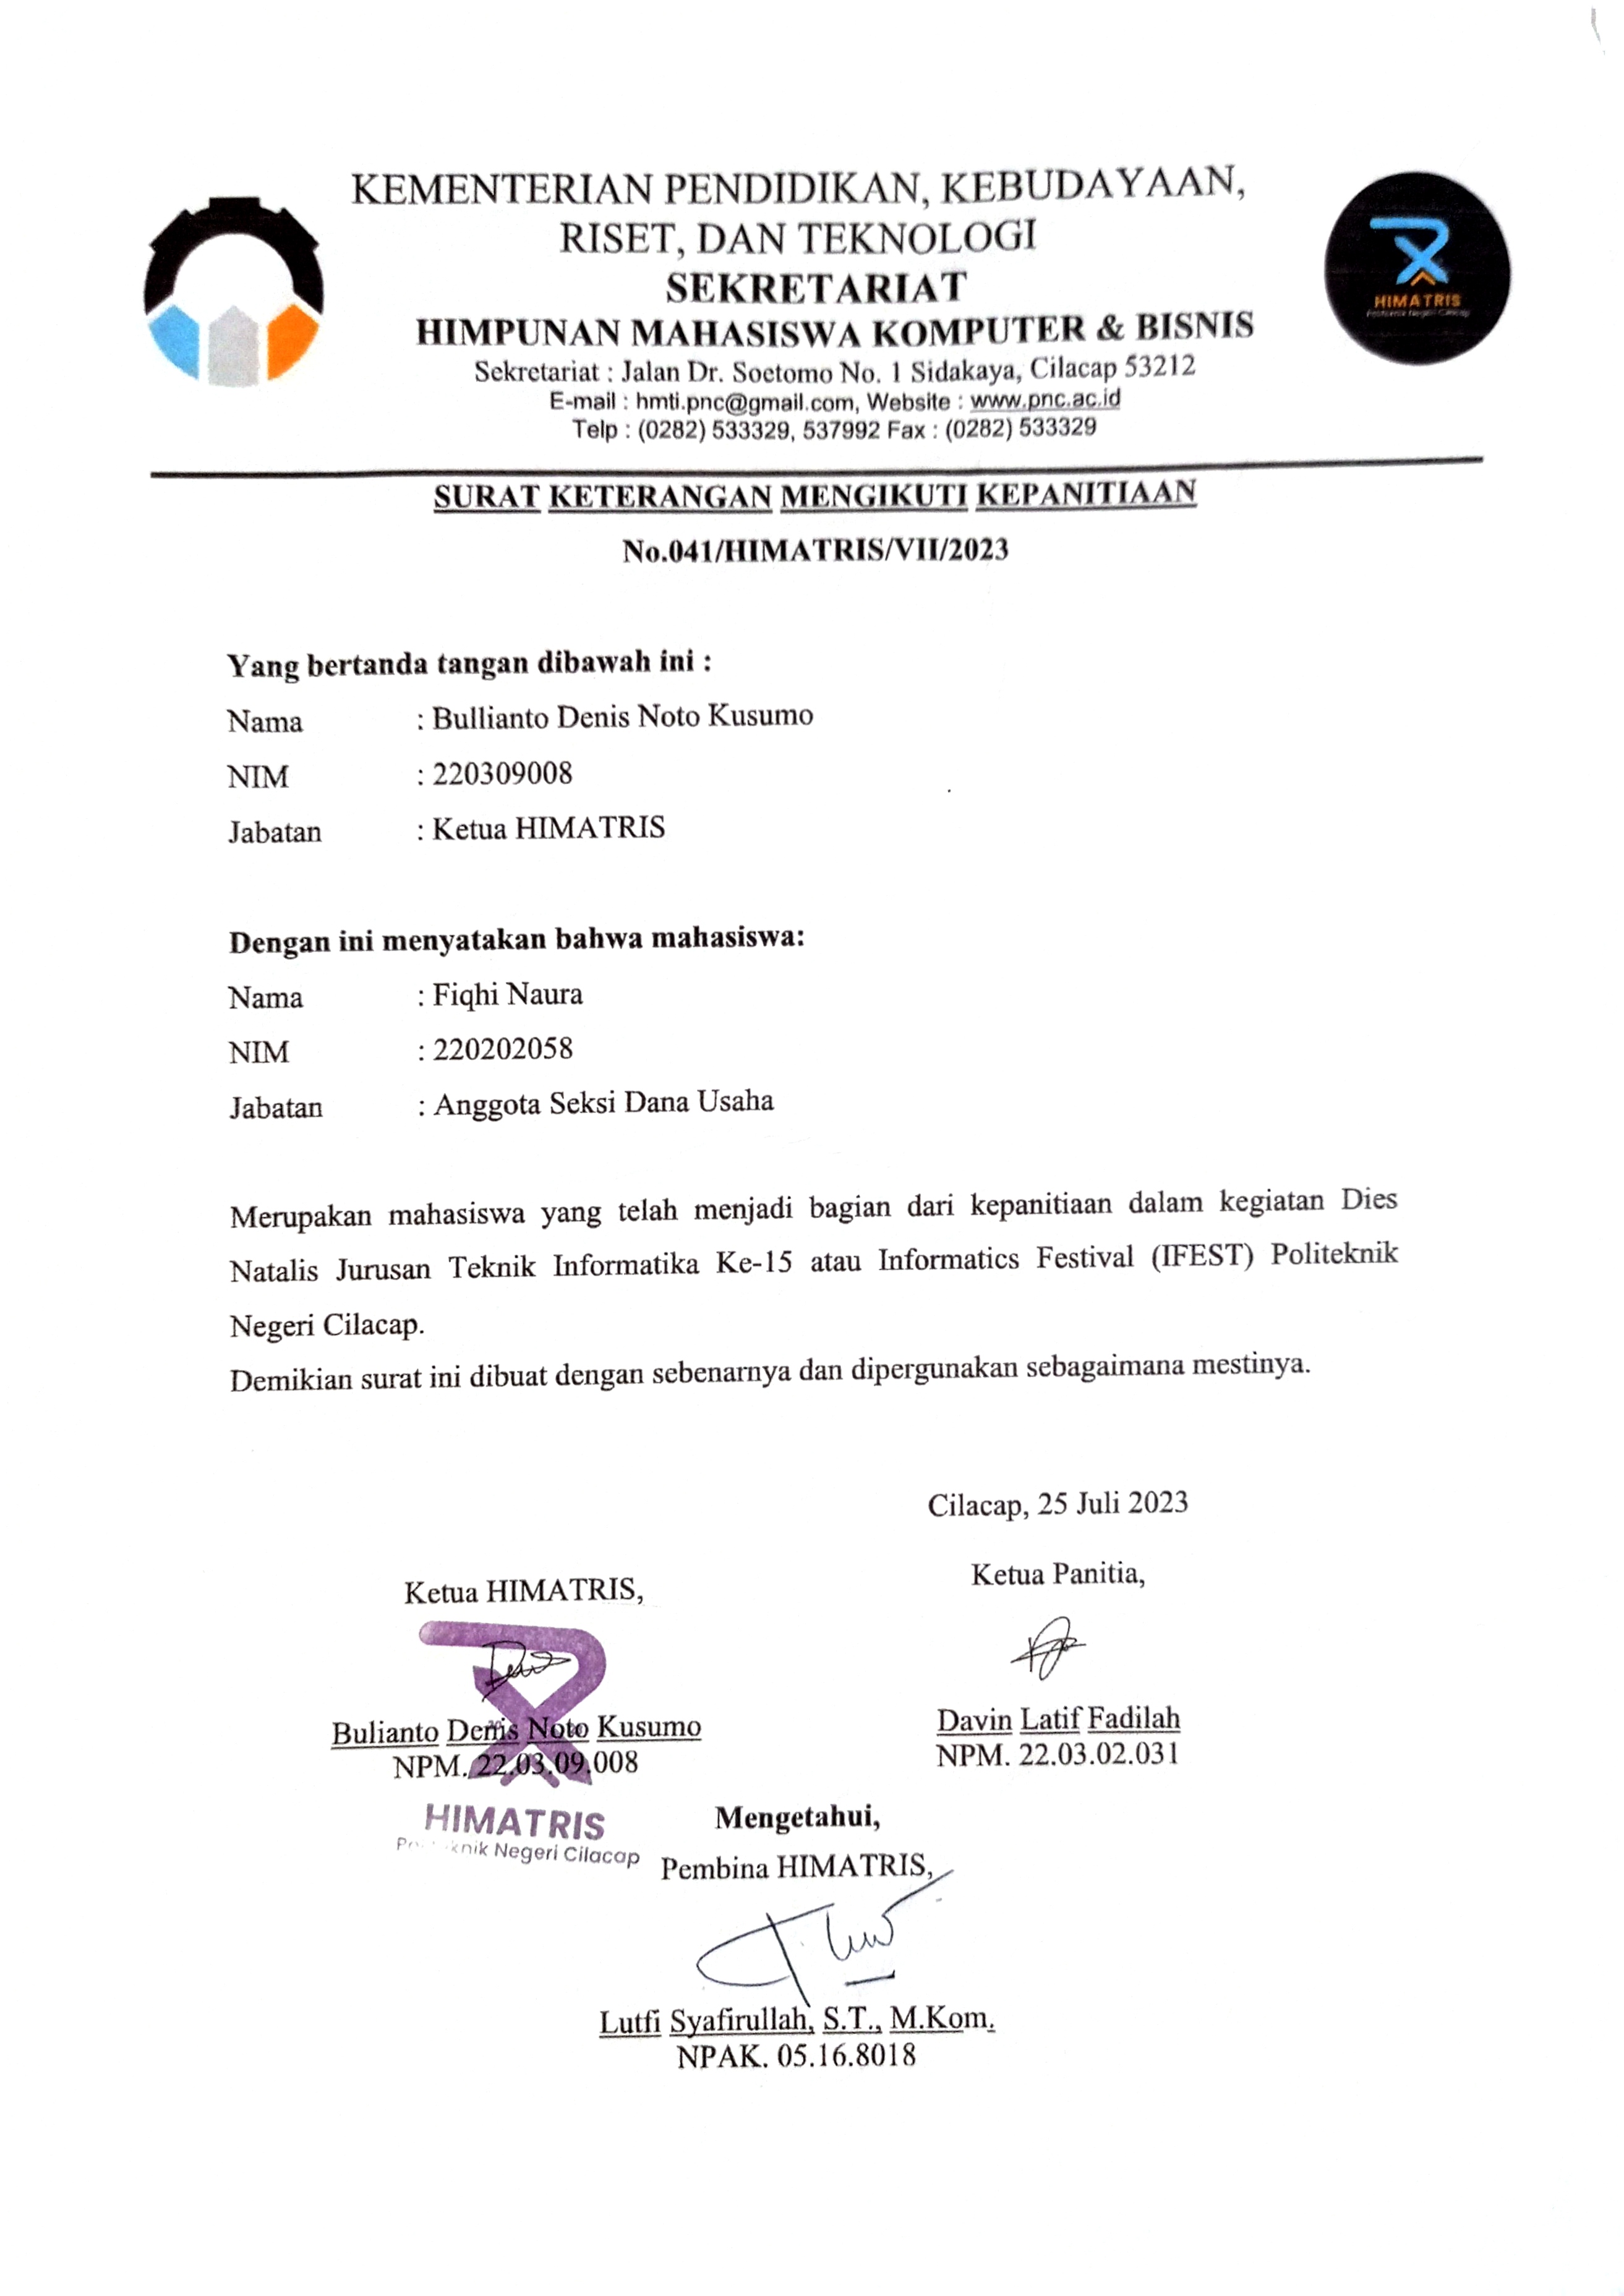 KEMENTERIAN PENDIDIKAN, KEBUDAYAAN,
RISET, DAN TEKNOLOGI
SEKRETARIAT
HIMPUNAN MAHASISWA KOMPUTER & BISNIS
Sekretariat : Jalan Dr. Soetomo No. 1 Sidakaya, Cilacap 53212
E-mail : hmti.pnc@gmail.com, Website : www.pnc.ac.id
Telp : (0282) 533329, 537992 Fax : (0282) 533329
HIMATRIS
Politeknik Negeri Cilacap
SURAT KETERANGAN MENGIKUTI KEPANITIAAN
No.041/HIMATRIS/VII/2023
Yang bertanda tangan dibawah ini :
Nama : Bullianto Denis Noto Kusumo
NIM : 220309008
Jabatan : Ketua HIMATRIS
Dengan ini menyatakan bahwa mahasiswa:
Nama : Fiqhi Naura
NIM : 220202058
Jabatan : Anggota Seksi Dana Usaha
Merupakan mahasiswa yang telah menjadi bagian dari kepanitiaan dalam kegiatan Dies
Natalis Jurusan Teknik Informatika Ke-15 atau Informatics Festival (IFEST) Politeknik
Negeri Cilacap.
Demikian surat ini dibuat dengan sebenarnya dan dipergunakan sebagaimana mestinya.
Cilacap, 25 Juli 2023
Ketua HIMATRIS,
Bulianto Denis Noto Kusumo
NPM. 22.03.09.008
HIMATRIS
Negeri Cilacap
Ketua Panitia,
Davin Latif Fadilah
NPM. 22.03.02.031
Mengetahui,
Pembina HIMATRIS,
Lutfi Syafirullah, S.T., M.Kom.
NPAK. 05.16.8018